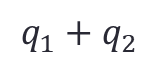 q₁ + q₂